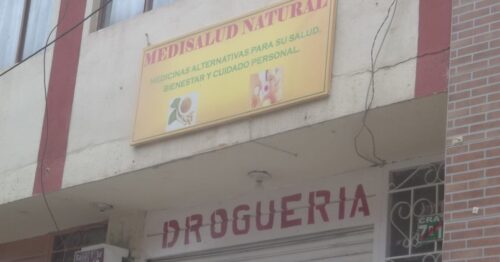 MEDISALUD NATURAL
MEDICINAS ALTERNATIVAS PARA SU SALUD,
BIENESTAR Y CUIDADO PERSONAL.
DROGUERIA